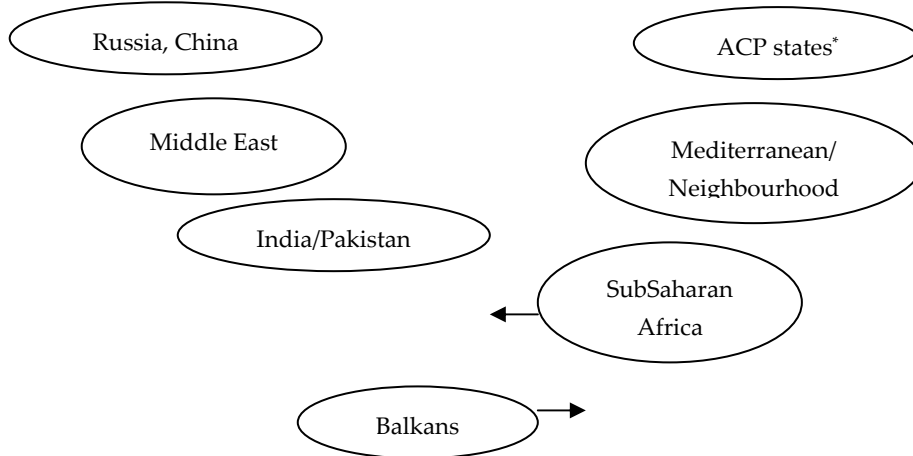 Russia, China
ACP states*
Middle East
Mediterranean/
Neighbourhood
India/Pakistan
SubSaharan
Africa
Balkans